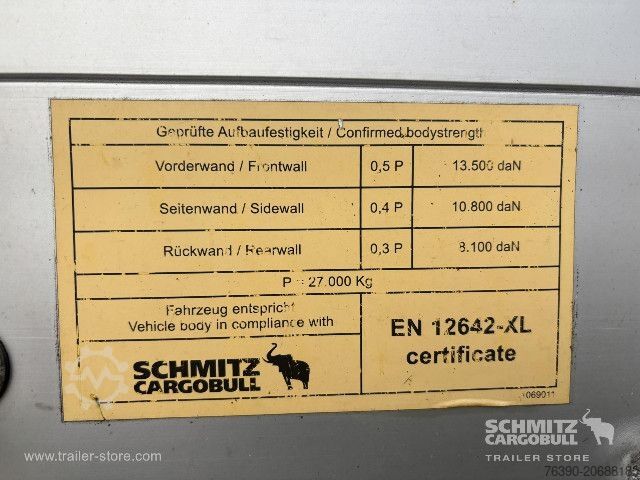 Geprüfte Aufbaufestigkeit / Confirmed bodystrength
Vorderwand / Frontwall 0,5 P 13.500 daN
Seitenwand / Sidewall 0,4 P 10.800 daN
Rückwand / Rearwall 0,3 P 8.100 daN
P = 27.000 Kg
Fahrzeug entspricht
Vehicle body in compliance with
EN 12642-XL
certificate
SCHMITZ
CARGOBULL
1069011
SCHMITZ
CARGOBULL
TRAILER STORE
www.trailer-store.com